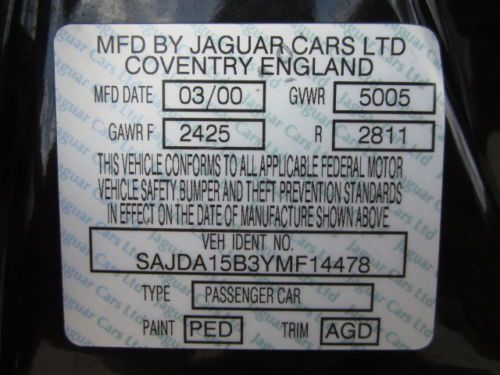 MFD BY JAGUAR CARS LTD
COVENTRY ENGLAND
MFD DATE 03/00 GVWR 5005
GAWR F 2425 R 2811
THIS VEHICLE CONFORMS TO ALL APPLICABLE FEDERAL MOTOR
VEHICLE SAFETY BUMPER AND THEFT PREVENTION STANDARDS
IN EFFECT ON THE DATE OF MANUFACTURE SHOWN ABOVE.
VEH IDENT NO.
SAJDA15B3YMF14478
TYPE PASSENGER CAR
PAINT PED TRIM AGD